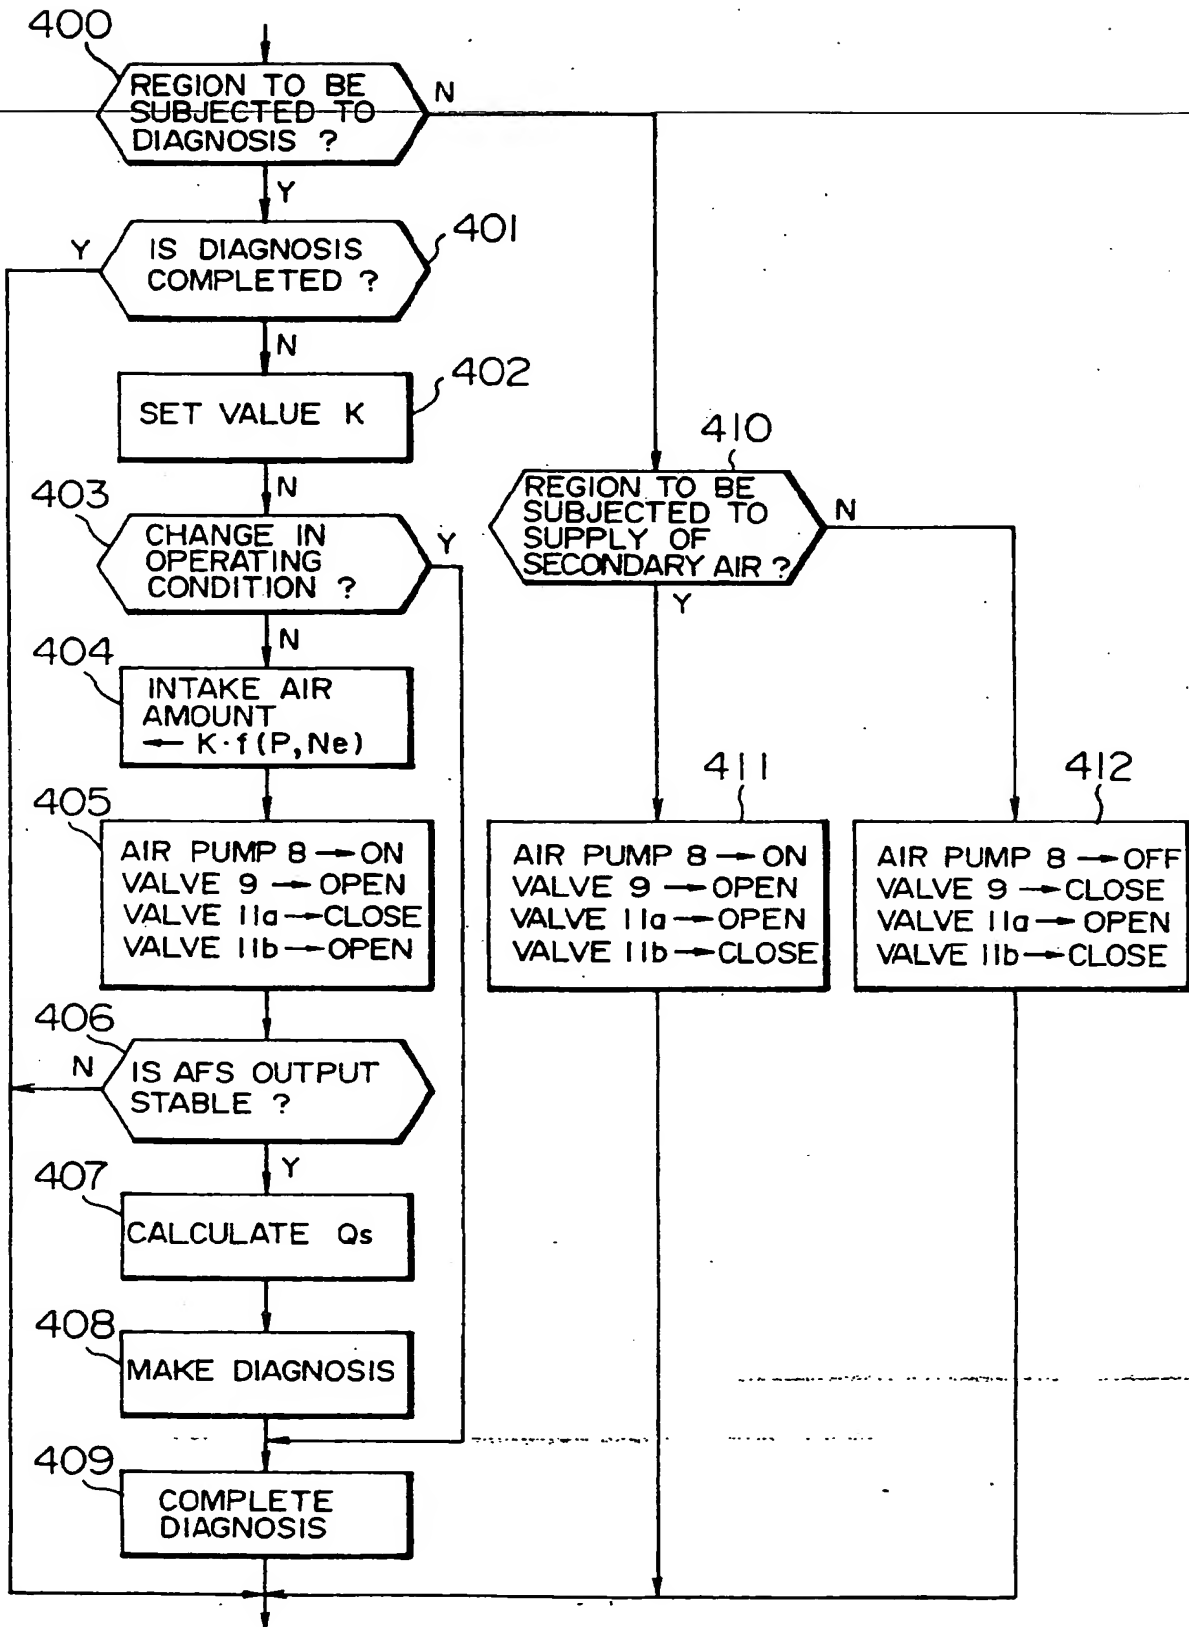 400
REGION TO BE
SUBJECTED TO
DIAGNOSIS ?
N
Y
401
IS DIAGNOSIS
COMPLETED ?
Y
N
402
SET VALUE K
N
403
CHANGE IN
OPERATING
CONDITION ?
Y
N
404
INTAKE AIR
AMOUNT
← K·f(P,Ne)
405
AIR PUMP 8 → ON
VALVE 9 → OPEN
VALVE 11a → CLOSE
VALVE 11b → OPEN
406
IS AFS OUTPUT
STABLE ?
N
Y
407
CALCULATE Qs
408
MAKE DIAGNOSIS
409
COMPLETE
DIAGNOSIS
410
REGION TO BE
SUBJECTED TO
SUPPLY OF
SECONDARY AIR ?
N
Y
411
AIR PUMP 8 → ON
VALVE 9 → OPEN
VALVE 11a → OPEN
VALVE 11b → CLOSE
412
AIR PUMP 8 → OFF
VALVE 9 → CLOSE
VALVE 11a → OPEN
VALVE 11b → CLOSE